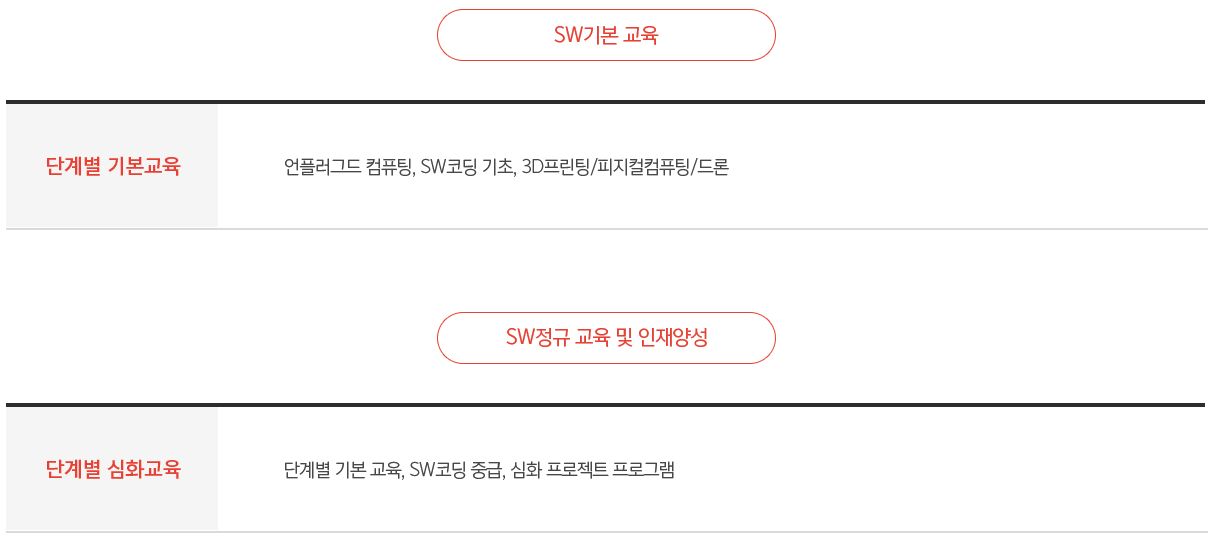 SW기본 교육
단계별 기본교육
언플러그드 컴퓨팅, SW코딩 기초, 3D프린팅/피지컬컴퓨팅/드론
SW정규 교육 및 인재양성
단계별 심화교육
단계별 기본 교육, SW코딩 중급, 심화 프로젝트 프로그램